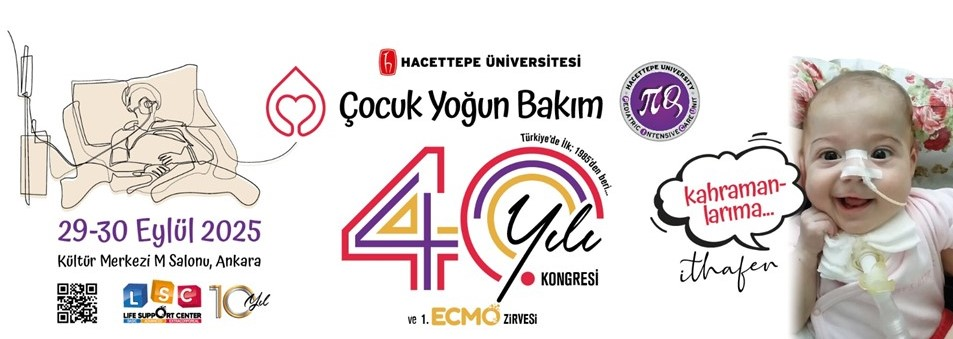 HACETTEPE ÜNİVERSİTESİ
Çocuk Yoğun Bakım
HACETTEPE UNIVERSITY
PEDIATRIC INTENSIVE CARE UNIT
Türkiye'de İlk; 1985'den beri...
40. Yılı
KONGRESİ
ve 1. ECMO ZİRVESİ
29-30 Eylül 2025
Kültür Merkezi M Salonu, Ankara
LSC
LIFE SUPPORT CENTER
10 Yıl
kahraman-
larıma...
ithafen